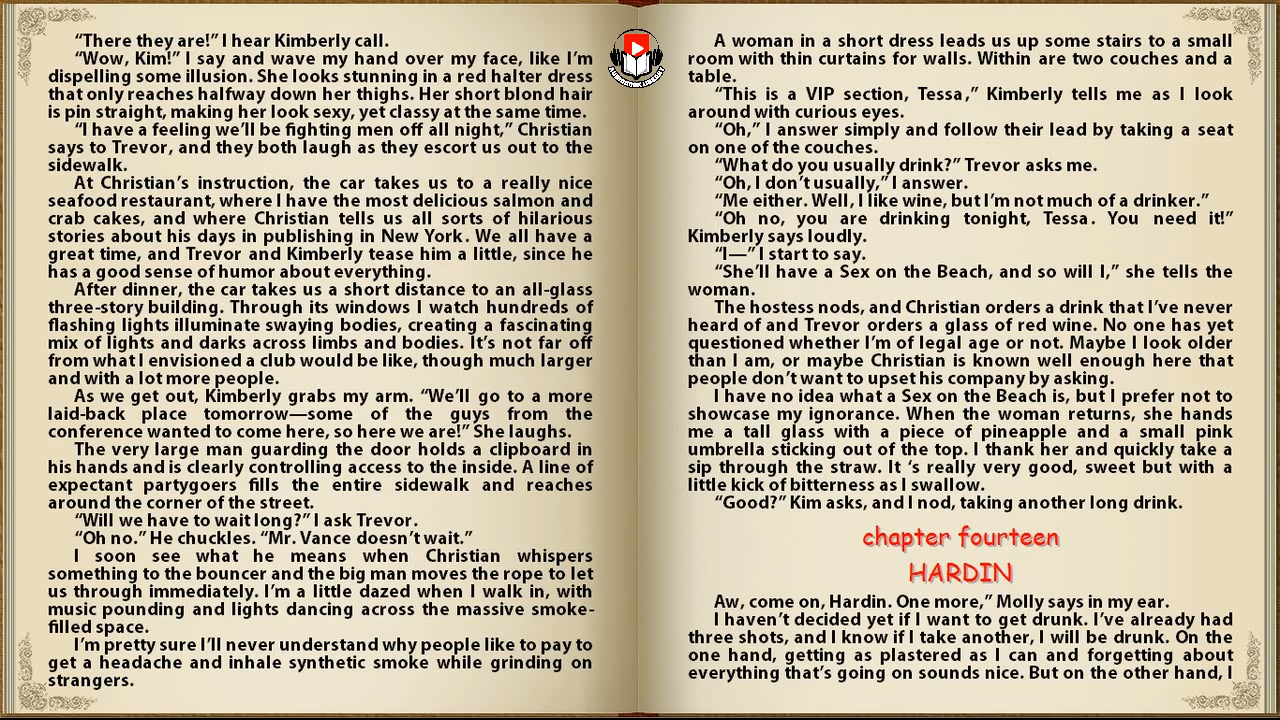 “There they are!” I hear Kimberly call.
“Wow, Kim!” I say and wave my hand over my face, like I’m
dispelling some illusion. She looks stunning in a red halter dress
that only reaches halfway down her thighs. Her short blond hair
is pin straight, making her look sexy, yet classy at the same time.
“I have a feeling we’ll be fighting men off all night,” Christian
says to Trevor, and they both laugh as they escort us out to the
sidewalk.
At Christian’s instruction, the car takes us to a really nice
seafood restaurant, where I have the most delicious salmon and
crab cakes, and where Christian tells us all sorts of hilarious
stories about his days in publishing in New York. We all have a
great time, and Trevor and Kimberly tease him a little, since he
has a good sense of humor about everything.
After dinner, the car takes us a short distance to an all-glass
three-story building. Through its windows I watch hundreds of
flashing lights illuminate swaying bodies, creating a fascinating
mix of lights and darks across limbs and bodies. It’s not far off
from what I envisioned a club would be like, though much larger
and with a lot more people.
As we get out, Kimberly grabs my arm. “We’ll go to a more
laid-back place tomorrow—some of the guys from the
conference wanted to come here, so here we are!” She laughs.
The very large man guarding the door holds a clipboard in
his hands and is clearly controlling access to the inside. A line of
expectant partygoers fills the entire sidewalk and reaches
around the corner of the street.
“Will we have to wait long?” I ask Trevor.
“Oh no.” He chuckles. “Mr. Vance doesn’t wait.”
I soon see what he means when Christian whispers
something to the bouncer and the big man moves the rope to let
us through immediately. I’m a little dazed when I walk in, with
music pounding and lights dancing across the massive smoke-
filled space.
I’m pretty sure I’ll never understand why people like to pay to
get a headache and inhale synthetic smoke while grinding on
strangers.
A woman in a short dress leads us up some stairs to a small
room with thin curtains for walls. Within are two couches and a
table.
“This is a VIP section, Tessa,” Kimberly tells me as I look
around with curious eyes.
“Oh,” I answer simply and follow their lead by taking a seat
on one of the couches.
“What do you usually drink?” Trevor asks me.
“Oh, I don’t usually,” I answer.
“Me either. Well, I like wine, but I’m not much of a drinker.”
“Oh no, you are drinking tonight, Tessa. You need it!”
Kimberly says loudly.
“I—” I start to say.
“She’ll have a Sex on the Beach, and so will I,” she tells the
woman.
The hostess nods, and Christian orders a drink that I’ve never
heard of and Trevor orders a glass of red wine. No one has yet
questioned whether I’m of legal age or not. Maybe I look older
than I am, or maybe Christian is known well enough here that
people don’t want to upset his company by asking.
I have no idea what a Sex on the Beach is, but I prefer not to
showcase my ignorance. When the woman returns, she hands
me a tall glass with a piece of pineapple and a small pink
umbrella sticking out of the top. I thank her and quickly take a
sip through the straw. It ‘s really very good, sweet but with a
little kick of bitterness as I swallow.
“Good?” Kim asks, and I nod, taking another long drink.
chapter fourteen
HARDIN
Aw, come on, Hardin. One more,” Molly says in my ear.
I haven’t decided yet if I want to get drunk. I’ve already had
three shots, and I know if I take another, I will be drunk. On the
one hand, getting as plastered as I can and forgetting about
everything that’s going on sounds nice. But on the other hand, I